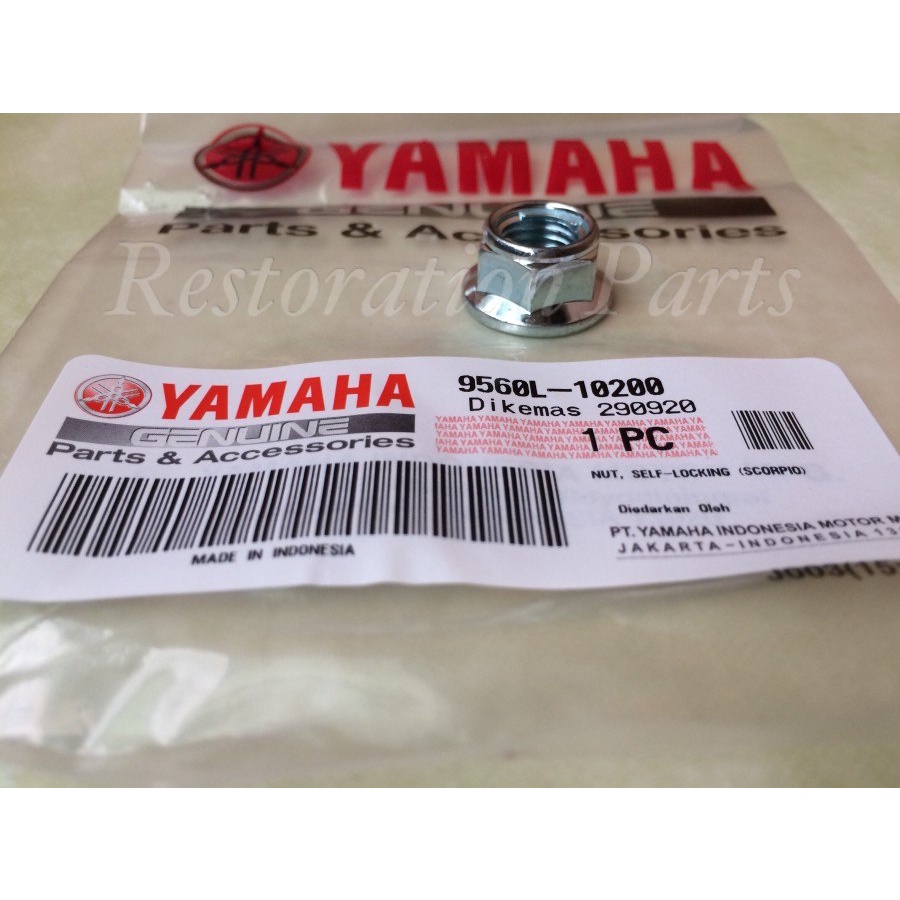 YAMAHA
GENUINE
Parts & Accessories
Restoration Parts
YAMAHA
GENUINE
Parts & Accessories
9560L-10200
Dikemas 290920
1 PC
NUT, SELF-LOCKING (SCORPIO)
Diedarkan Oleh
PT. YAMAHA INDONESIA MOTOR
JAKARTA-INDONESIA
MADE IN INDONESIA